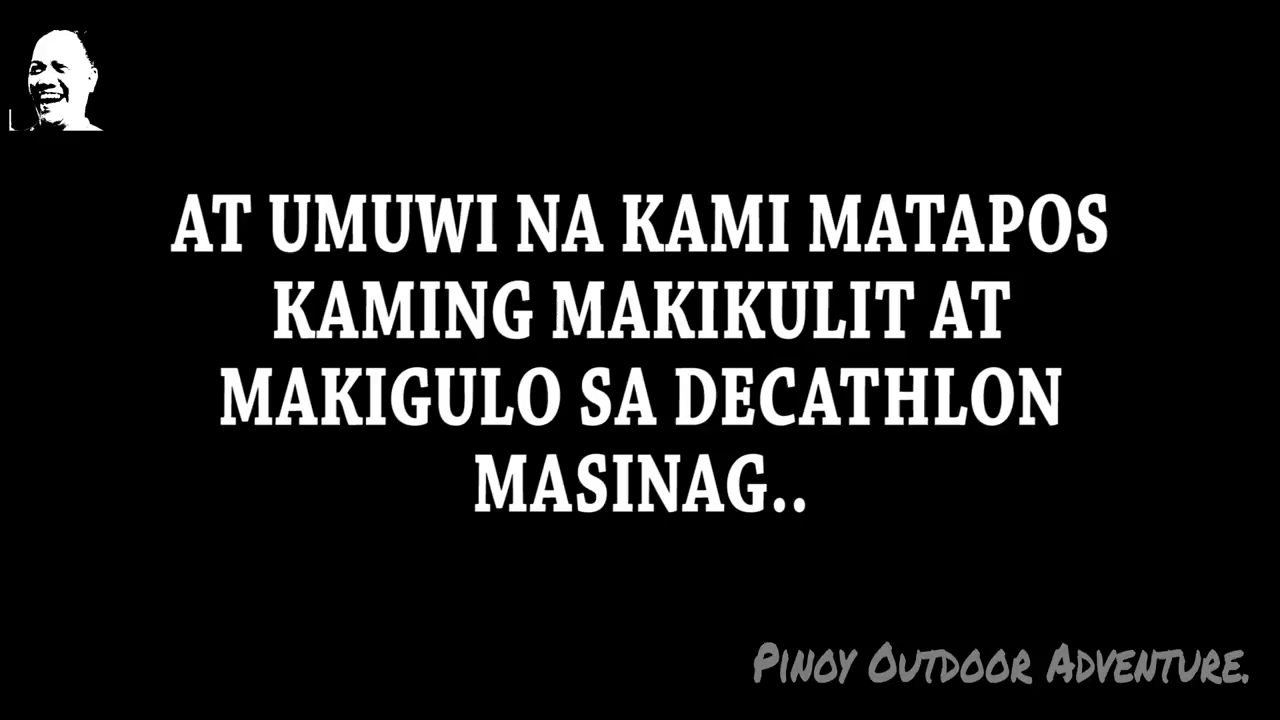 AT UMUWI NA KAMI MATAPOS
KAMING MAKIKULIT AT
MAKIGULO SA DECATHLON
MASINAG..
PINOY OUTDOOR ADVENTURE.